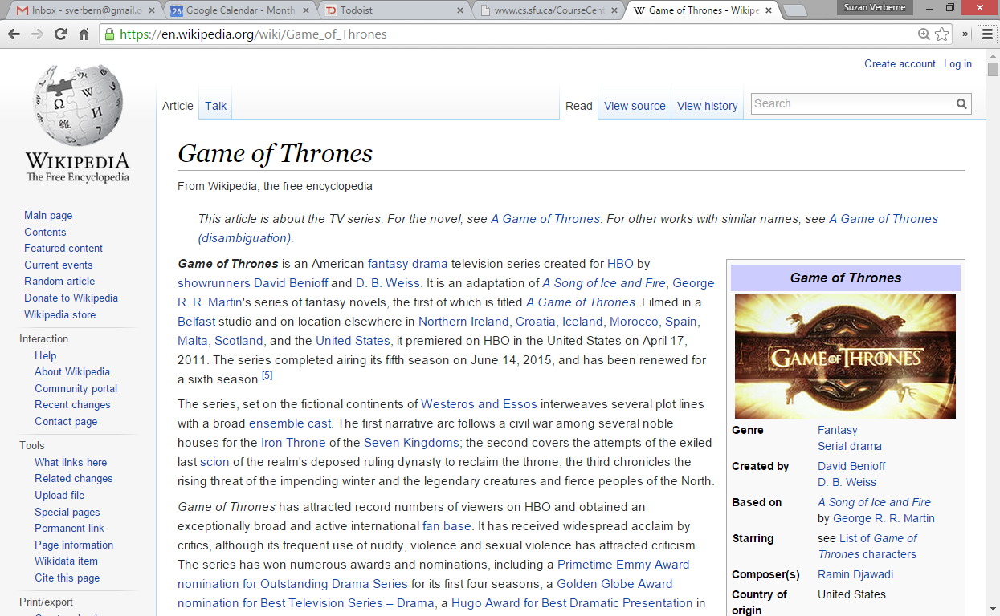 Inbox - sverbern@gmail.c
26 Google Calendar - Month
Todoist
www.cs.sfu.ca/CourseCent
Game of Thrones - Wikipe
Suzan Verberne
https://en.wikipedia.org/wiki/Game_of_Thrones
Create account Log in
Article Talk
Read View source View history
Search
WIKIPEDIA
The Free Encyclopedia
Main page
Contents
Featured content
Current events
Random article
Donate to Wikipedia
Wikipedia store
Interaction
Help
About Wikipedia
Community portal
Recent changes
Contact page
Tools
What links here
Related changes
Upload file
Special pages
Permanent link
Page information
Wikidata item
Cite this page
Print/export
Game of Thrones
From Wikipedia, the free encyclopedia
This article is about the TV series. For the novel, see A Game of Thrones. For other works with similar names, see A Game of Thrones
(disambiguation).
Game of Thrones is an American fantasy drama television series created for HBO by
showrunners David Benioff and D. B. Weiss. It is an adaptation of A Song of Ice and Fire, George
R. R. Martin's series of fantasy novels, the first of which is titled A Game of Thrones. Filmed in a
Belfast studio and on location elsewhere in Northern Ireland, Croatia, Iceland, Morocco, Spain,
Malta, Scotland, and the United States, it premiered on HBO in the United States on April 17,
2011. The series completed airing its fifth season on June 14, 2015, and has been renewed for
a sixth season.[5]
The series, set on the fictional continents of Westeros and Essos interweaves several plot lines
with a broad ensemble cast. The first narrative arc follows a civil war among several noble
houses for the Iron Throne of the Seven Kingdoms; the second covers the attempts of the exiled
last scion of the realm's deposed ruling dynasty to reclaim the throne; the third chronicles the
rising threat of the impending winter and the legendary creatures and fierce peoples of the North.
Game of Thrones has attracted record numbers of viewers on HBO and obtained an
exceptionally broad and active international fan base. It has received widespread acclaim by
critics, although its frequent use of nudity, violence and sexual violence has attracted criticism.
The series has won numerous awards and nominations, including a Primetime Emmy Award
nomination for Outstanding Drama Series for its first four seasons, a Golden Globe Award
nomination for Best Television Series – Drama, a Hugo Award for Best Dramatic Presentation in
Game of Thrones
GAME OF THRONES
Genre Fantasy
Serial drama
Created by David Benioff
D. B. Weiss
Based on A Song of Ice and Fire
by George R. R. Martin
Starring see List of Game of
Thrones characters
Composer(s) Ramin Djawadi
Country of United States
origin